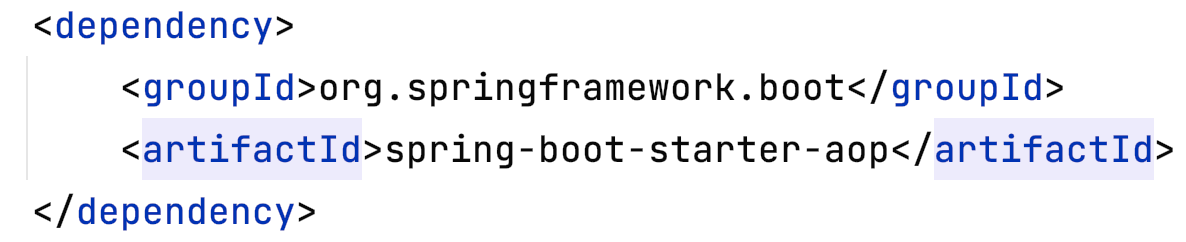 <dependency>
<groupId>org.springframework.boot</groupId>
<artifactId>spring-boot-starter-aop</artifactId>
</dependency>